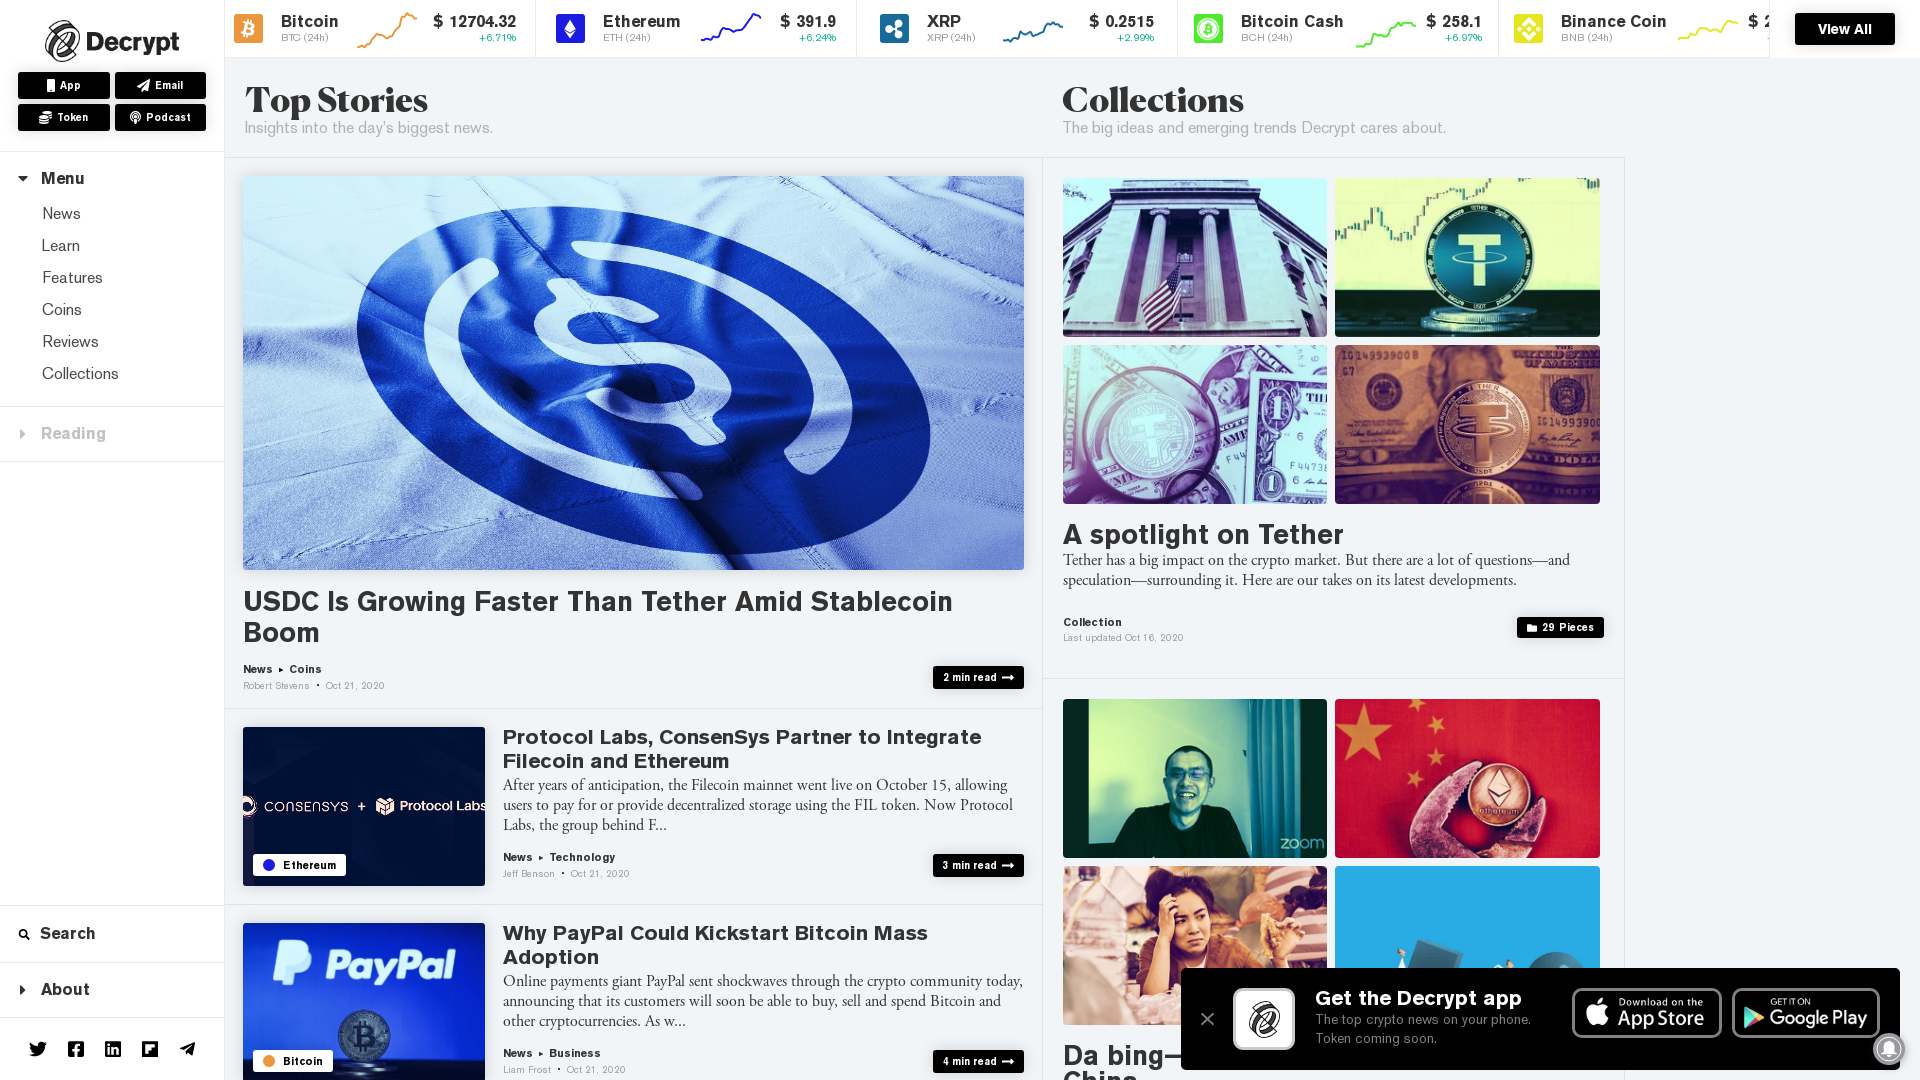 Decrypt
App
Email
Token
Podcast
Menu
News
Learn
Features
Coins
Reviews
Collections
Reading
Search
About
Bitcoin
BTC (24h)
$ 12704.32
+6.71%
Ethereum
ETH (24h)
$ 391.9
+6.24%
XRP
XRP (24h)
$ 0.2515
+2.99%
Bitcoin Cash
BCH (24h)
$ 258.1
+6.97%
Binance Coin
BNB (24h)
View All
Top Stories
Insights into the day's biggest news.
USDC Is Growing Faster Than Tether Amid Stablecoin
Boom
News ▸ Coins
Robert Stevens • Oct 21, 2020
2 min read
CONSENSYS + Protocol Labs
Ethereum
Protocol Labs, ConsenSys Partner to Integrate
Filecoin and Ethereum
After years of anticipation, the Filecoin mainnet went live on October 15, allowing
users to pay for or provide decentralized storage using the FIL token. Now Protocol
Labs, the group behind F...
News ▸ Technology
Jeff Benson • Oct 21, 2020
3 min read
PayPal
Bitcoin
Why PayPal Could Kickstart Bitcoin Mass
Adoption
Online payments giant PayPal sent shockwaves through the crypto community today,
announcing that its customers will soon be able to buy, sell and spend Bitcoin and
other cryptocurrencies. As w...
News ▸ Business
Liam Frost • Oct 21, 2020
4 min read
Collections
The big ideas and emerging trends Decrypt cares about.
A spotlight on Tether
Tether has a big impact on the crypto market. But there are a lot of questions—and
speculation—surrounding it. Here are our takes on its latest developments.
Collection
Last updated Oct 16, 2020
29 Pieces
zoom
ethereum
Da bing—
Get the Decrypt app
The top crypto news on your phone.
Token coming soon.
Download on the
App Store
GET IT ON
Google Play